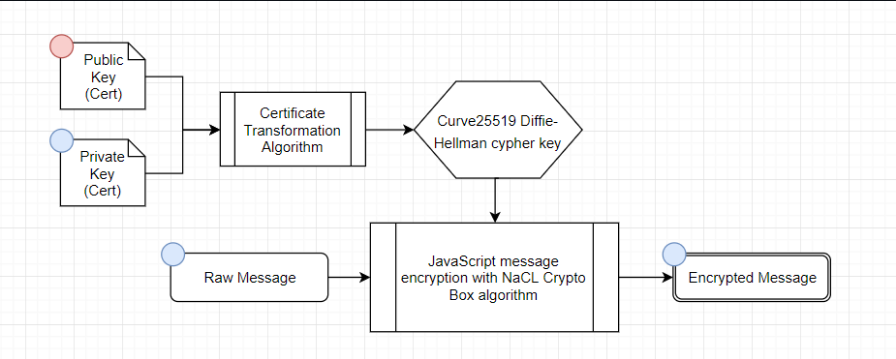 Public
Key
(Cert)
Private
Key
(Cert)
Certificate
Transformation
Algorithm
Curve25519 Diffie-
Hellman cypher key
Raw Message
JavaScript message
encryption with NaCL Crypto
Box algorithm
Encrypted Message